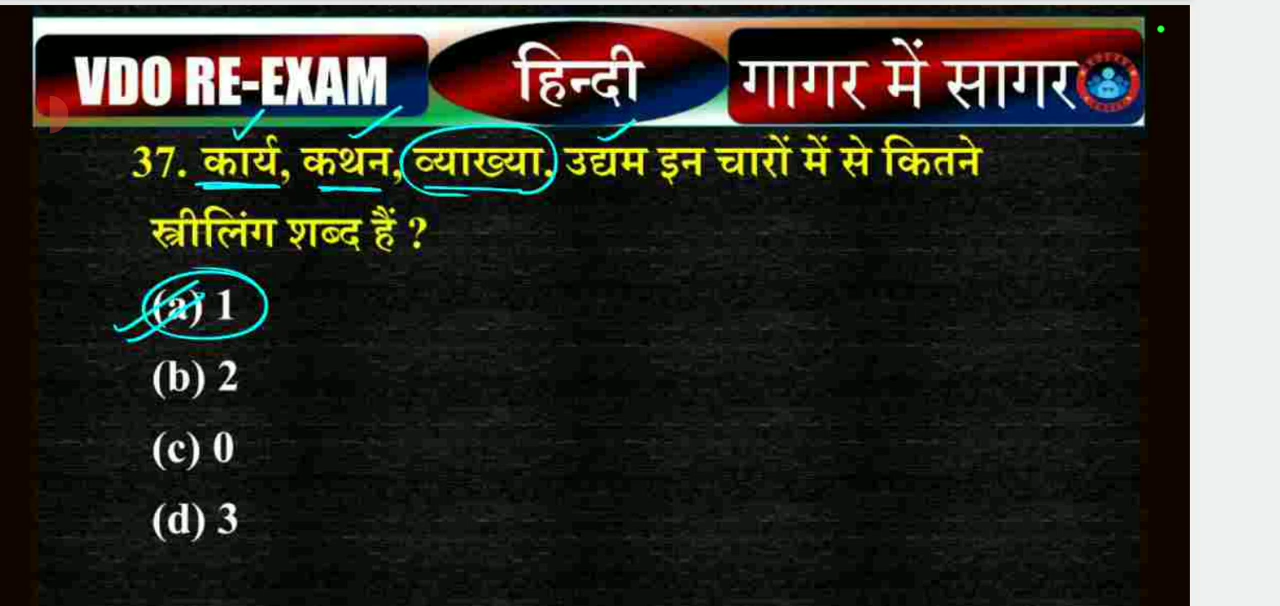 VDO RE-EXAM हिन्दी गागर में सागर
37. कार्य, कथन, व्याख्या, उद्यम इन चारों में से कितने
स्त्रीलिंग शब्द हैं ?
(a) 1
(b) 2
(c) 0
(d) 3